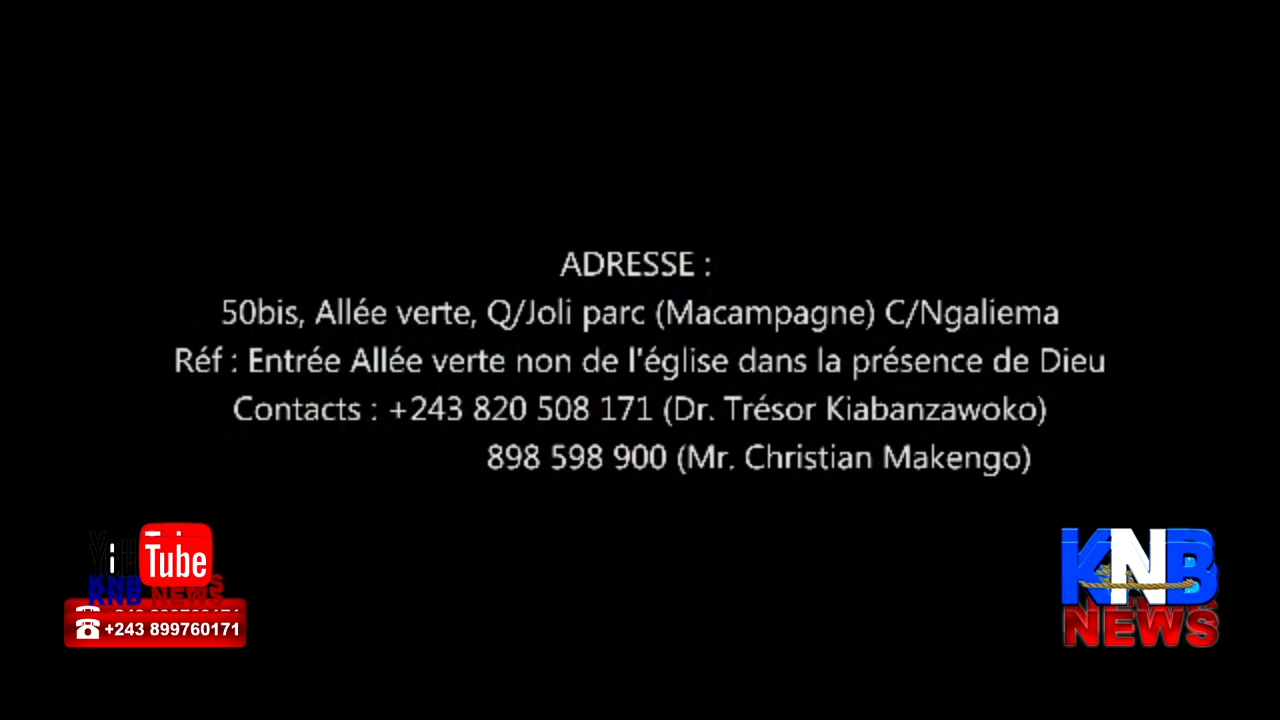 ADRESSE :
50bis, Allée verte, Q/Joli parc (Macampagne) C/Ngaliema
Réf : Entrée Allée verte non de l'église dans la présence de Dieu
Contacts : +243 820 508 171 (Dr. Trésor Kiabanzawoko)
898 598 900 (Mr. Christian Makengo)
Tube
KNB NEWS
+243 899760171
KNB
NEWS